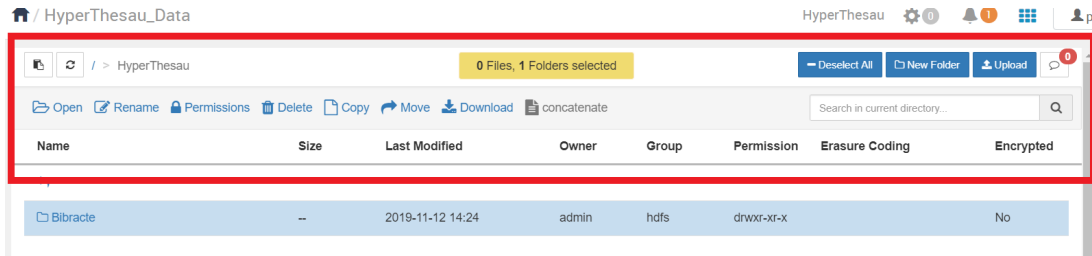 / HyperThesau_Data HyperThesau 0 1
/ > HyperThesau 0 Files, 1 Folders selected Deselect All New Folder Upload 0
Open Rename Permissions Delete Copy Move Download concatenate Search in current directory...
Name Size Last Modified Owner Group Permission Erasure Coding Encrypted
Bibracte -- 2019-11-12 14:24 admin hdfs drwxr-xr-x No